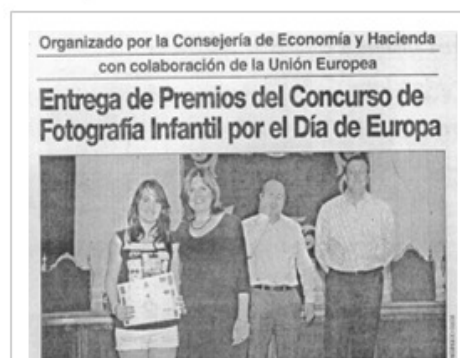 Organizado por la Consejería de Economía y Hacienda
con colaboración de la Unión Europea
Entrega de Premios del Concurso de
Fotografía Infantil por el Día de Europa